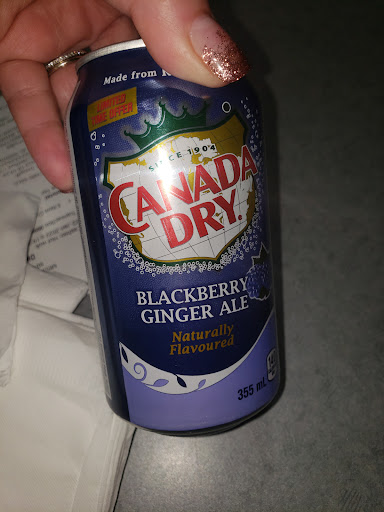 Made from
LIMITED
TIME OFFER
SINCE 1904
CANADA
DRY.
BLACKBERRY
GINGER ALE
Naturally
Flavoured
355 mL